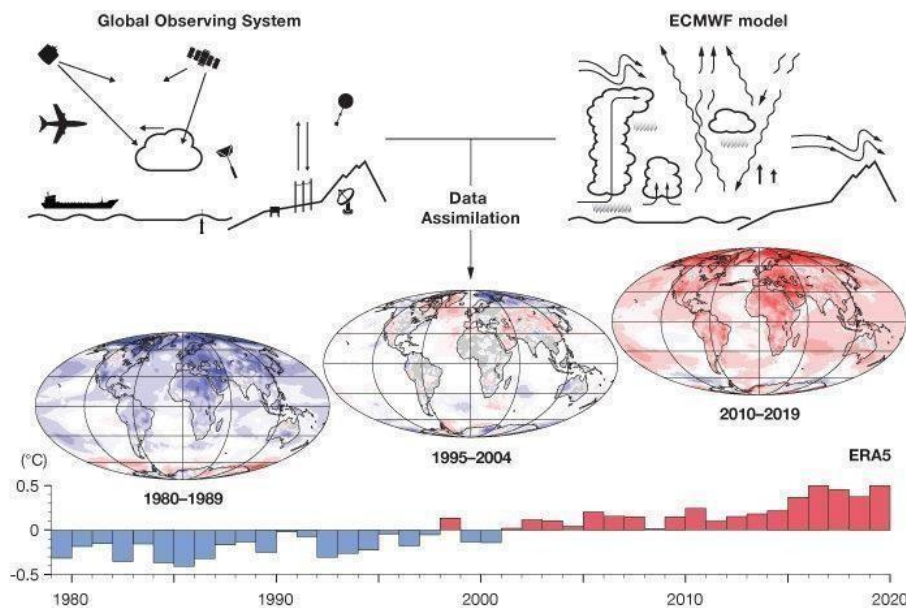 Global Observing System
ECMWF model
Data
Assimilation
2010–2019
1995–2004
1980–1989
(°C)
ERA5
0.5
0
-0.5
1980
1990
2000
2010
2020